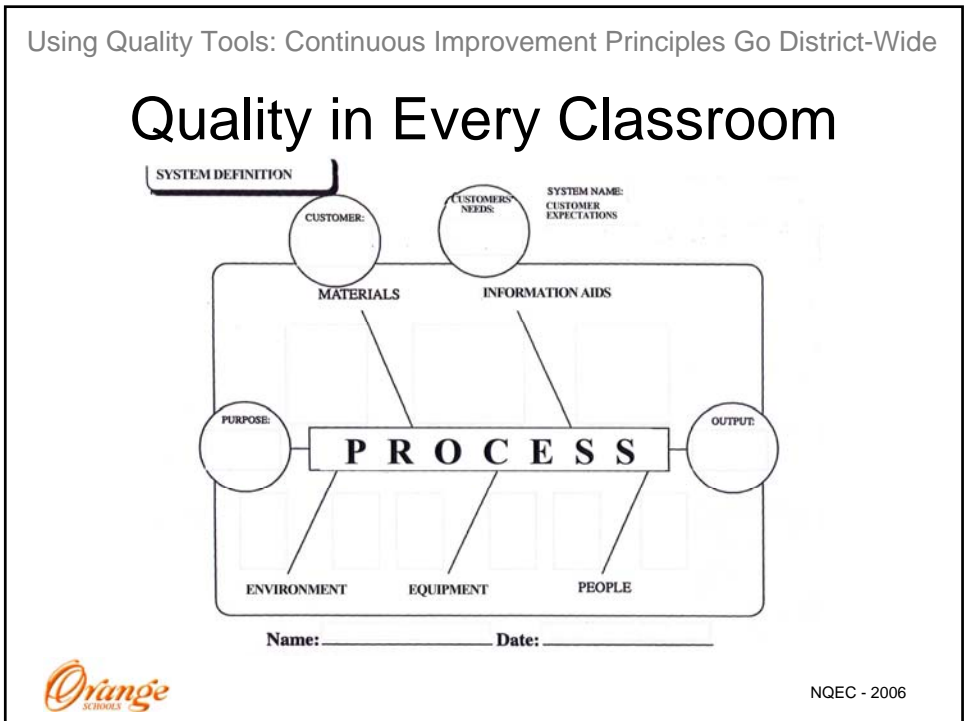 Using Quality Tools: Continuous Improvement Principles Go District-Wide
Quality in Every Classroom
SYSTEM DEFINITION
CUSTOMER:
CUSTOMERS'
NEEDS:
SYSTEM NAME:
CUSTOMER
EXPECTATIONS
MATERIALS
INFORMATION AIDS
PURPOSE:
PROCESS
OUTPUT:
ENVIRONMENT
EQUIPMENT
PEOPLE
Name: Date:
Orange
SCHOOLS
NQEC - 2006